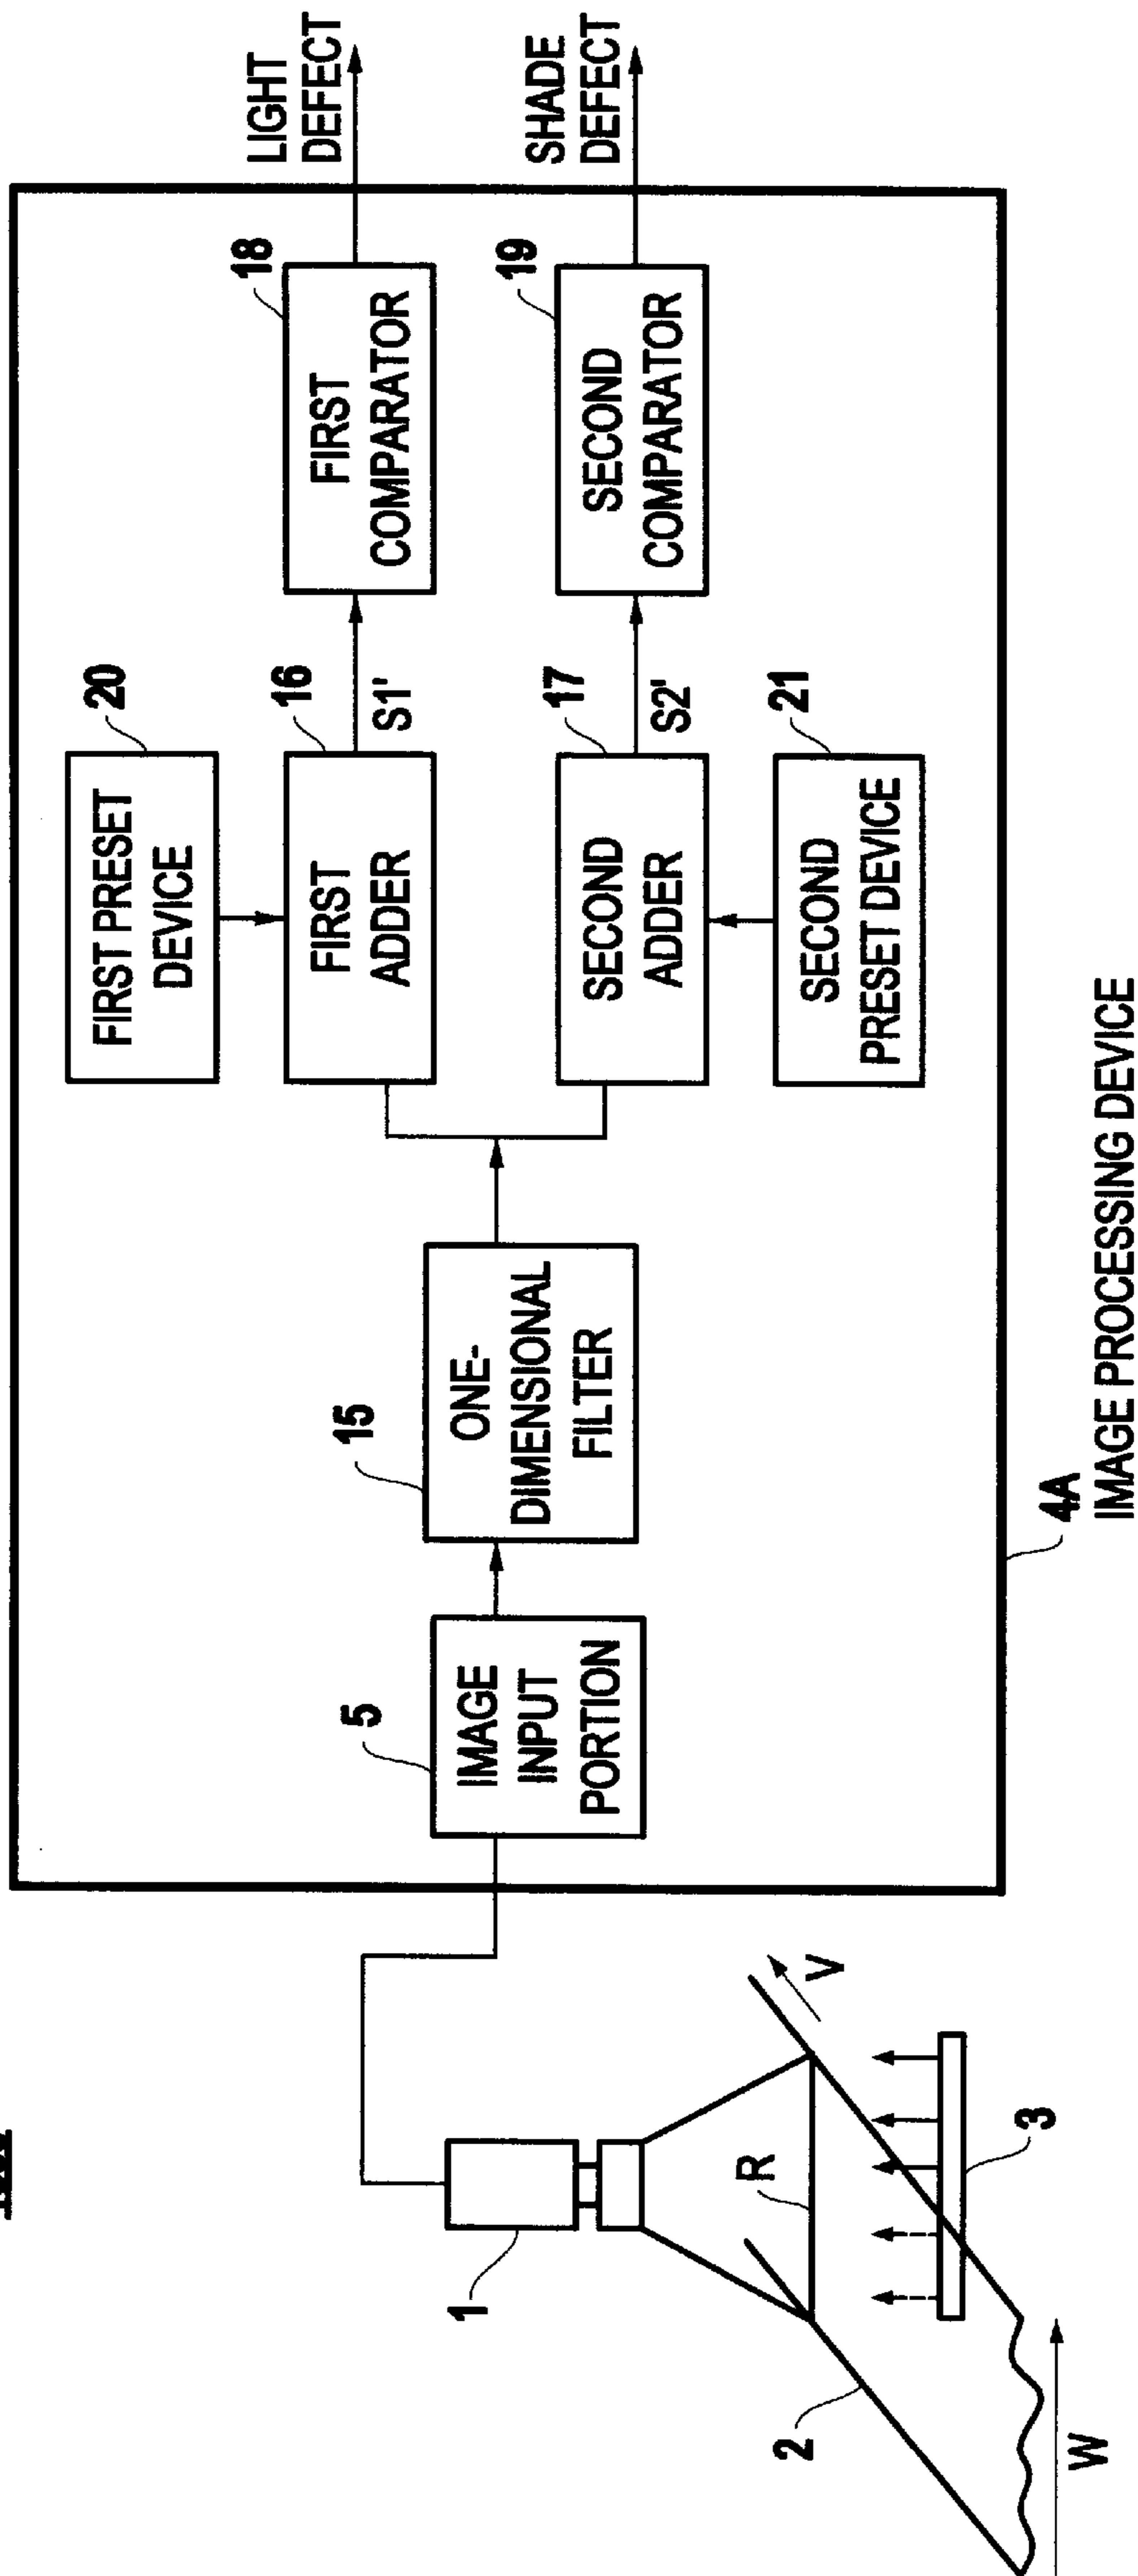 LIGHT
DEFECT
SHADE
DEFECT
18
FIRST
COMPARATOR
19
SECOND
COMPARATOR
20
FIRST PRESET
DEVICE
16
FIRST
ADDER
S1'
17
SECOND
ADDER
S2'
21
SECOND
PRESET DEVICE
15
ONE-
DIMENSIONAL
FILTER
5
IMAGE
INPUT
PORTION
4A
IMAGE PROCESSING DEVICE
1
R
V
2
3
W